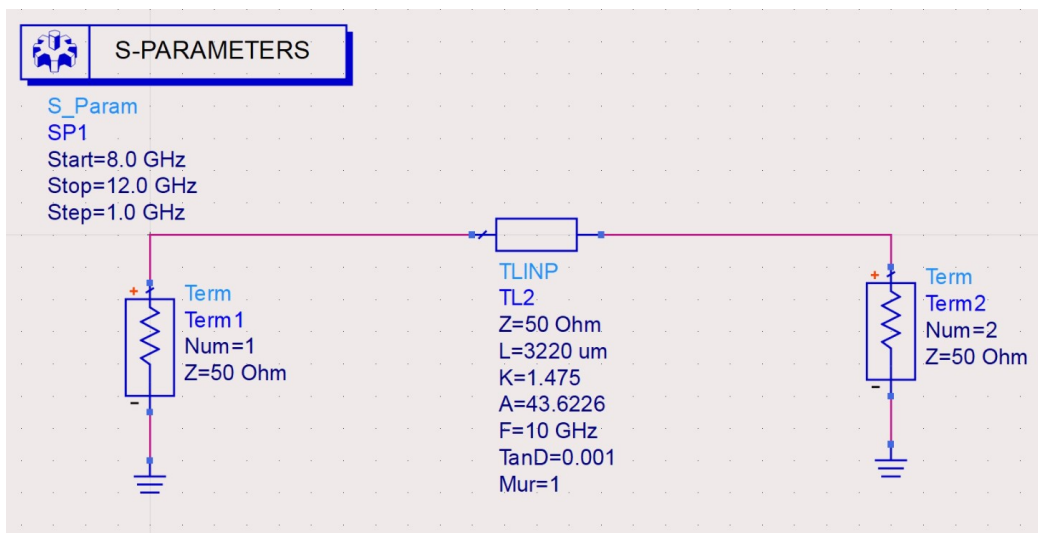 S-PARAMETERS
S_Param
SP1
Start=8.0 GHz
Stop=12.0 GHz
Step=1.0 GHz
+
Term
Term1
Num=1
Z=50 Ohm
-
TLINP
TL2
Z=50 Ohm
L=3220 um
K=1.475
A=43.6226
F=10 GHz
TanD=0.001
Mur=1
+
Term
Term2
Num=2
Z=50 Ohm
-